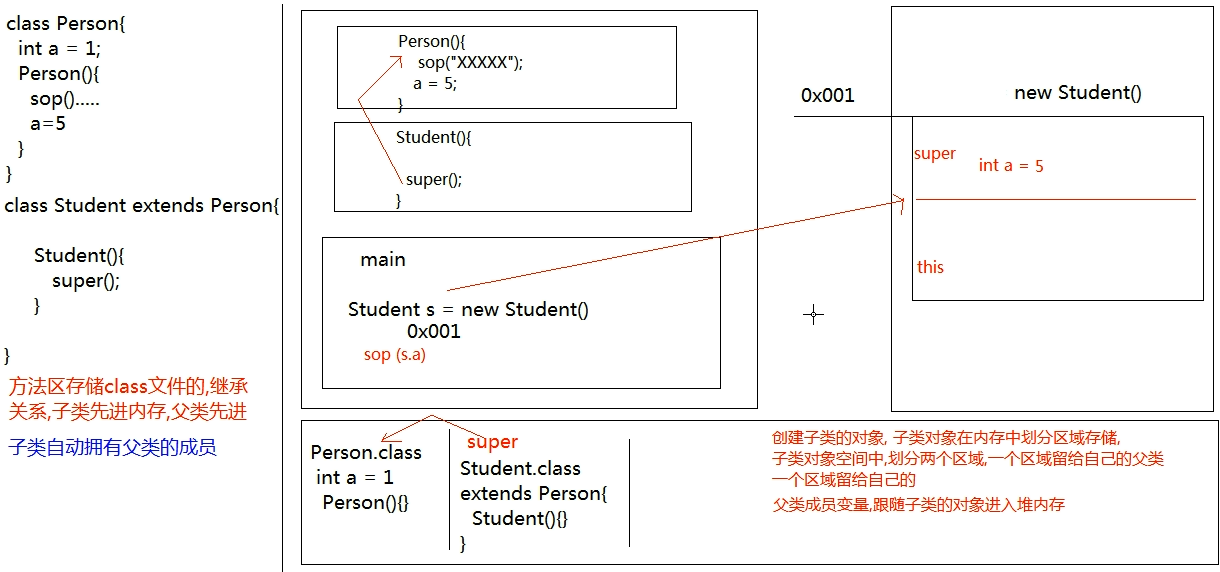 class Person{
int a = 1;
Person(){
sop().....
a=5
}
}
class Student extends Person{
Student(){
super();
}
}
方法区存储class文件的,继承
关系,子类先进内存,父类先进
子类自动拥有父类的成员
Person(){
sop("XXXXX");
a = 5;
}
Student(){
super();
}
main
Student s = new Student()
0x001
sop (s.a)
0x001
new Student()
super
int a = 5
this
Person.class
int a = 1
Person(){}
super
Student.class
extends Person{
Student(){}
}
创建子类的对象, 子类对象在内存中划分区域存储,
子类对象空间中,划分两个区域,一个区域留给自己的父类
一个区域留给自己的
父类成员变量,跟随子类的对象进入堆内存